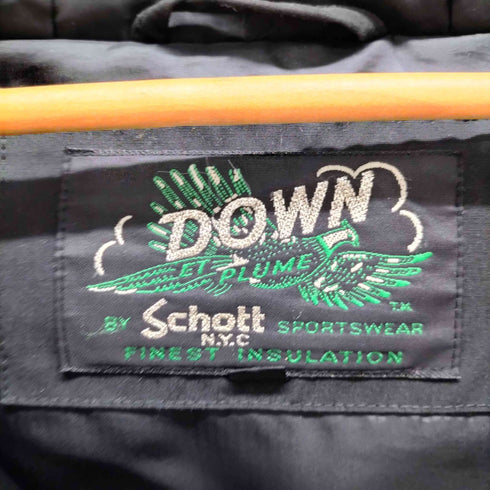 DOWN
ET PLUME
TM
BY Schott SPORTSWEAR
N.Y.C
FINEST INSULATION